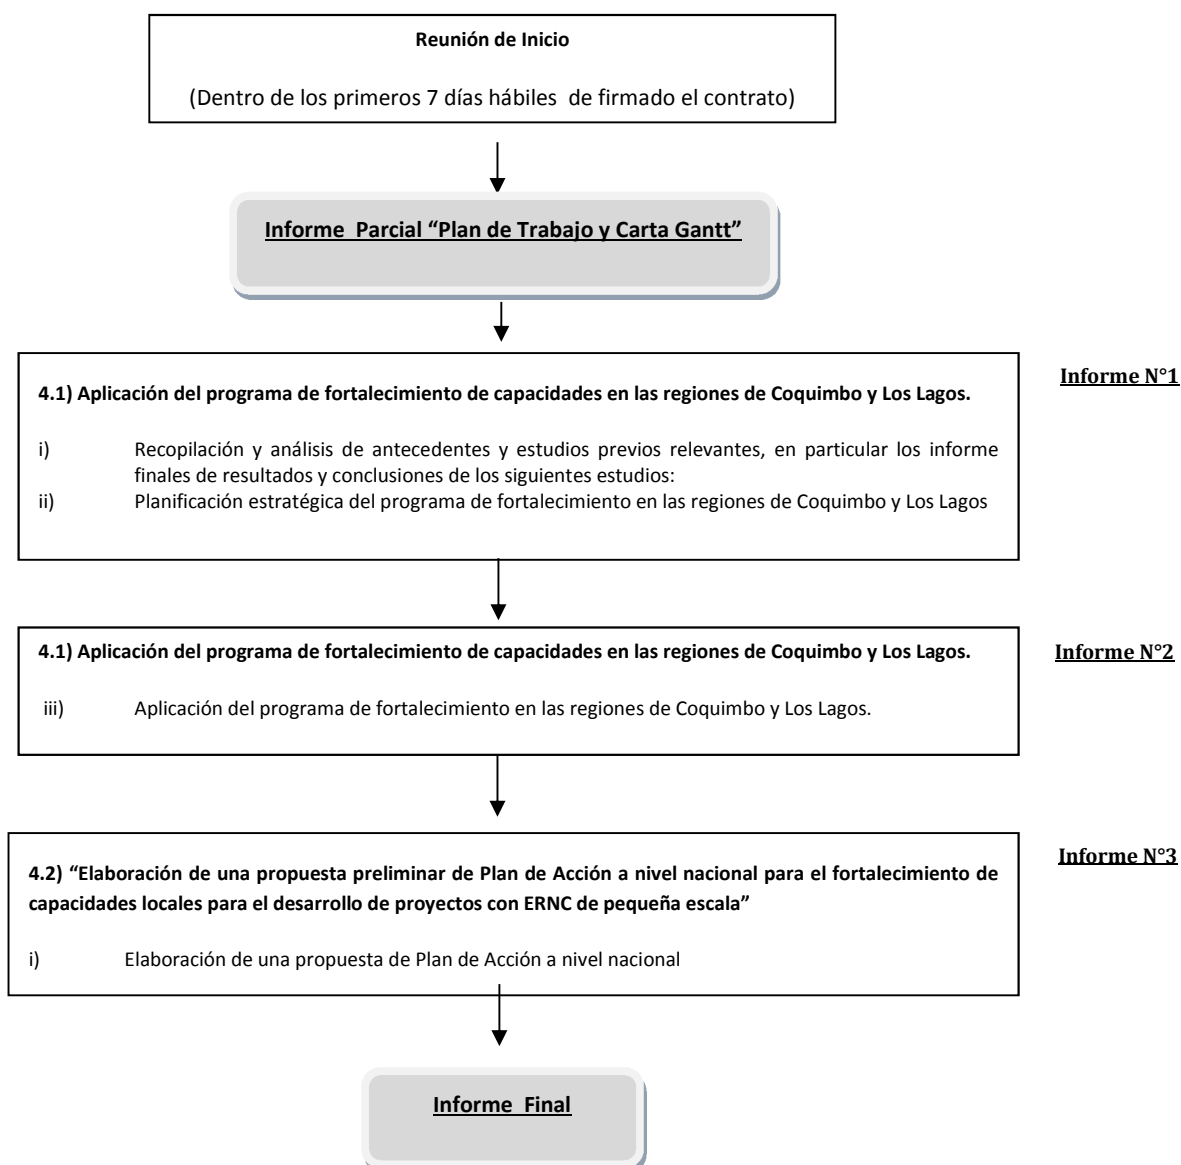 Reunión de Inicio
(Dentro de los primeros 7 días hábiles de firmado el contrato)
Informe Parcial “Plan de Trabajo y Carta Gantt”
4.1) Aplicación del programa de fortalecimiento de capacidades en las regiones de Coquimbo y Los Lagos.
Informe N°1
i) Recopilación y análisis de antecedentes y estudios previos relevantes, en particular los informe
finales de resultados y conclusiones de los siguientes estudios:
ii) Planificación estratégica del programa de fortalecimiento en las regiones de Coquimbo y Los Lagos
4.1) Aplicación del programa de fortalecimiento de capacidades en las regiones de Coquimbo y Los Lagos.
Informe N°2
iii) Aplicación del programa de fortalecimiento en las regiones de Coquimbo y Los Lagos.
Informe N°3
4.2) “Elaboración de una propuesta preliminar de Plan de Acción a nivel nacional para el fortalecimiento de
capacidades locales para el desarrollo de proyectos con ERNC de pequeña escala”
i) Elaboración de una propuesta de Plan de Acción a nivel nacional
Informe Final